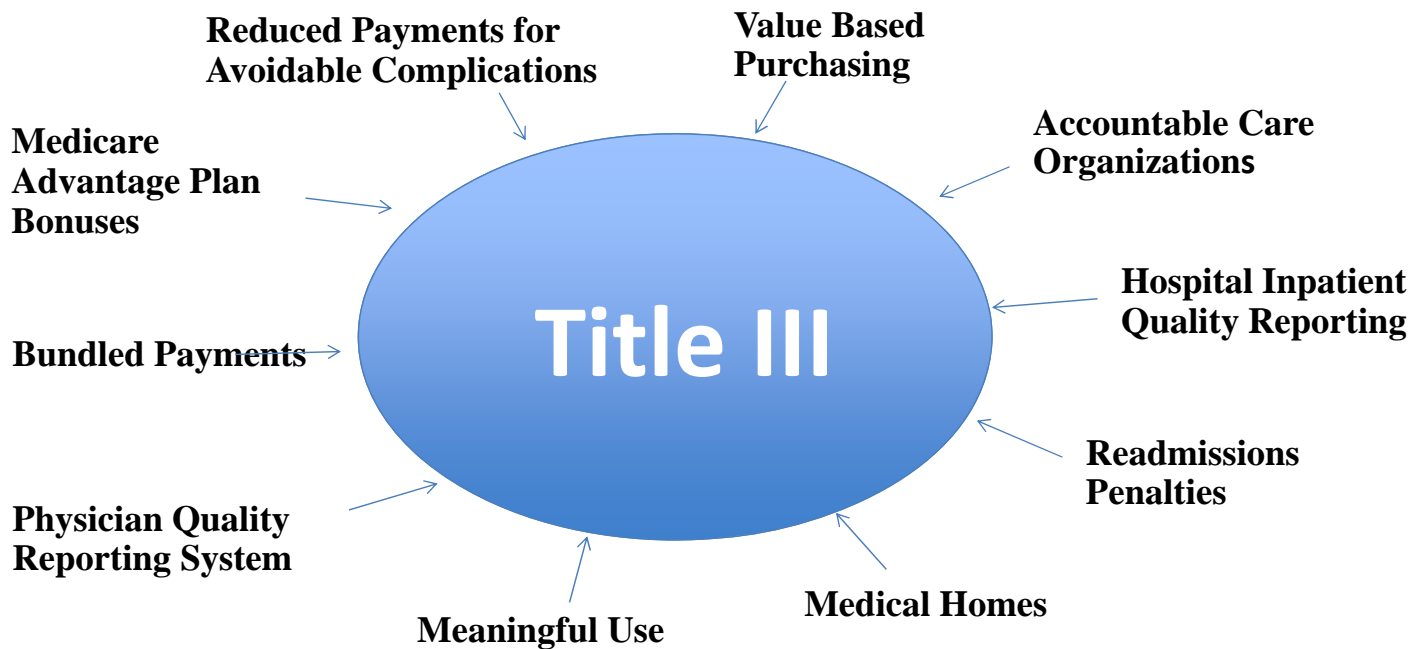 Reduced Payments for
Avoidable Complications
Value Based
Purchasing
Accountable Care
Organizations
Medicare
Advantage Plan
Bonuses
Hospital Inpatient
Quality Reporting
Title III
Bundled Payments
Readmissions
Penalties
Physician Quality
Reporting System
Medical Homes
Meaningful Use